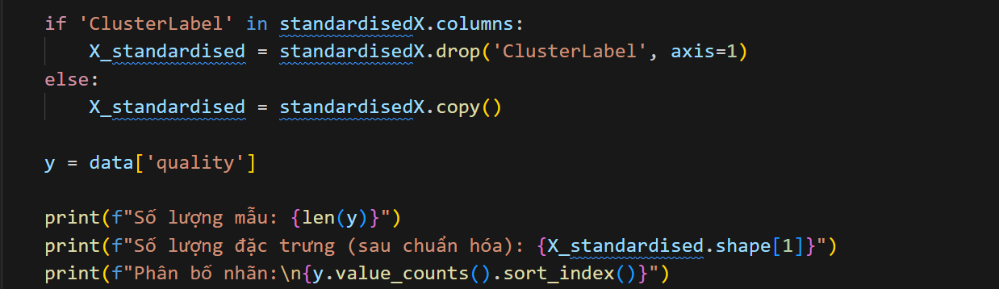 if 'ClusterLabel' in standardisedX.columns:
    X_standardised = standardisedX.drop('ClusterLabel', axis=1)
else:
    X_standardised = standardisedX.copy()

y = data['quality']

print(f"Số lượng mẫu: {len(y)}")
print(f"Số lượng đặc trưng (sau chuẩn hóa): {X_standardised.shape[1]}")
print(f"Phân bố nhãn:\n{y.value_counts().sort_index()}")